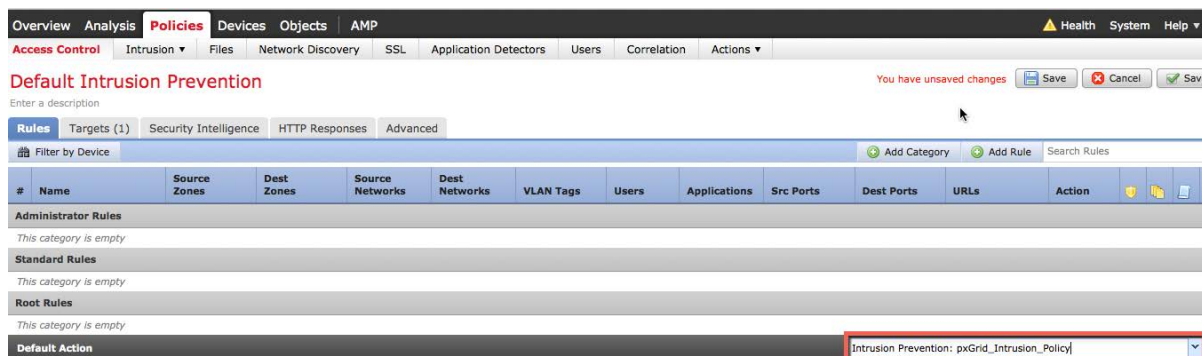 Overview Analysis Policies Devices Objects AMP Health System Help
Access Control Intrusion Files Network Discovery SSL Application Detectors Users Correlation Actions
Default Intrusion Prevention You have unsaved changes Save Cancel Sav
Enter a description
Rules Targets (1) Security Intelligence HTTP Responses Advanced
Filter by Device Add Category Add Rule Search Rules
# Name Source Zones Dest Zones Source Networks Dest Networks VLAN Tags Users Applications Src Ports Dest Ports URLs Action
Administrator Rules
This category is empty
Standard Rules
This category is empty
Root Rules
This category is empty
Default Action Intrusion Prevention: pxGrid_Intrusion_Policy